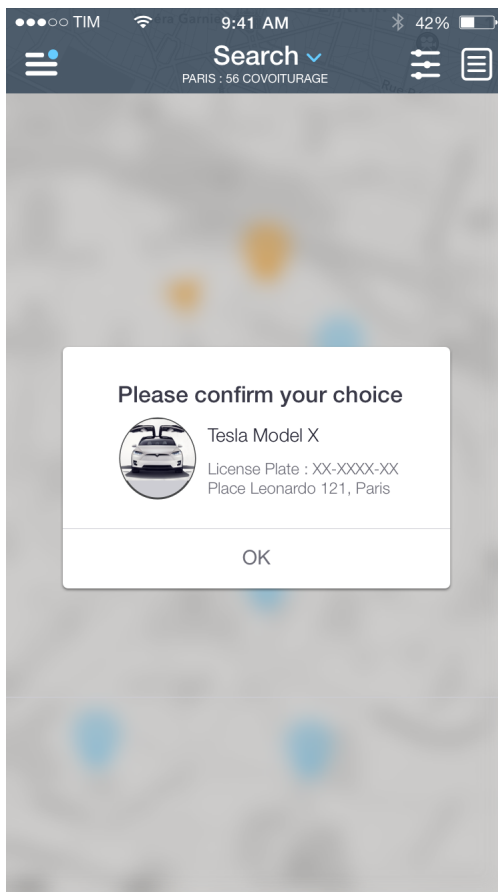 TIM 9:41 AM 42%
Search
PARIS : 56 COVOITURAGE
Please confirm your choice
Tesla Model X
License Plate : XX-XXXX-XX
Place Leonardo 121, Paris
OK